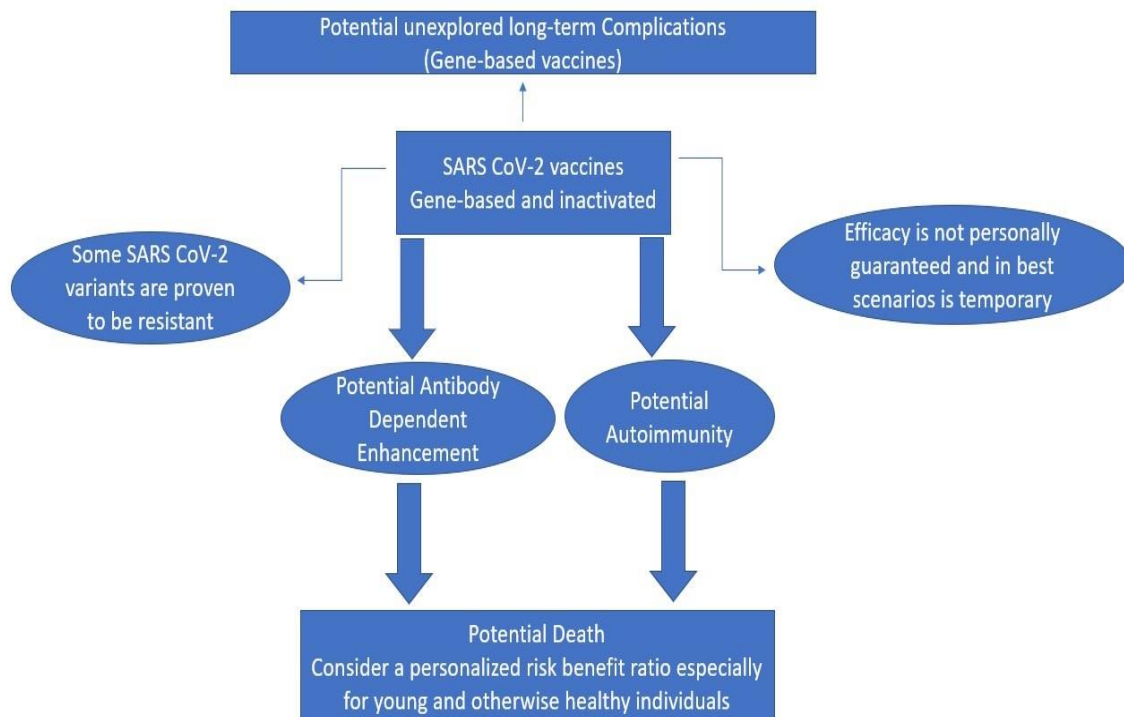 Potential unexplored long-term Complications
(Gene-based vaccines)
SARS CoV-2 vaccines
Gene-based and inactivated
Some SARS CoV-2
variants are proven
to be resistant
Efficacy is not personally
guaranteed and in best
scenarios is temporary
Potential Antibody
Dependent
Enhancement
Potential
Autoimmunity
Potential Death
Consider a personalized risk benefit ratio especially
for young and otherwise healthy individuals